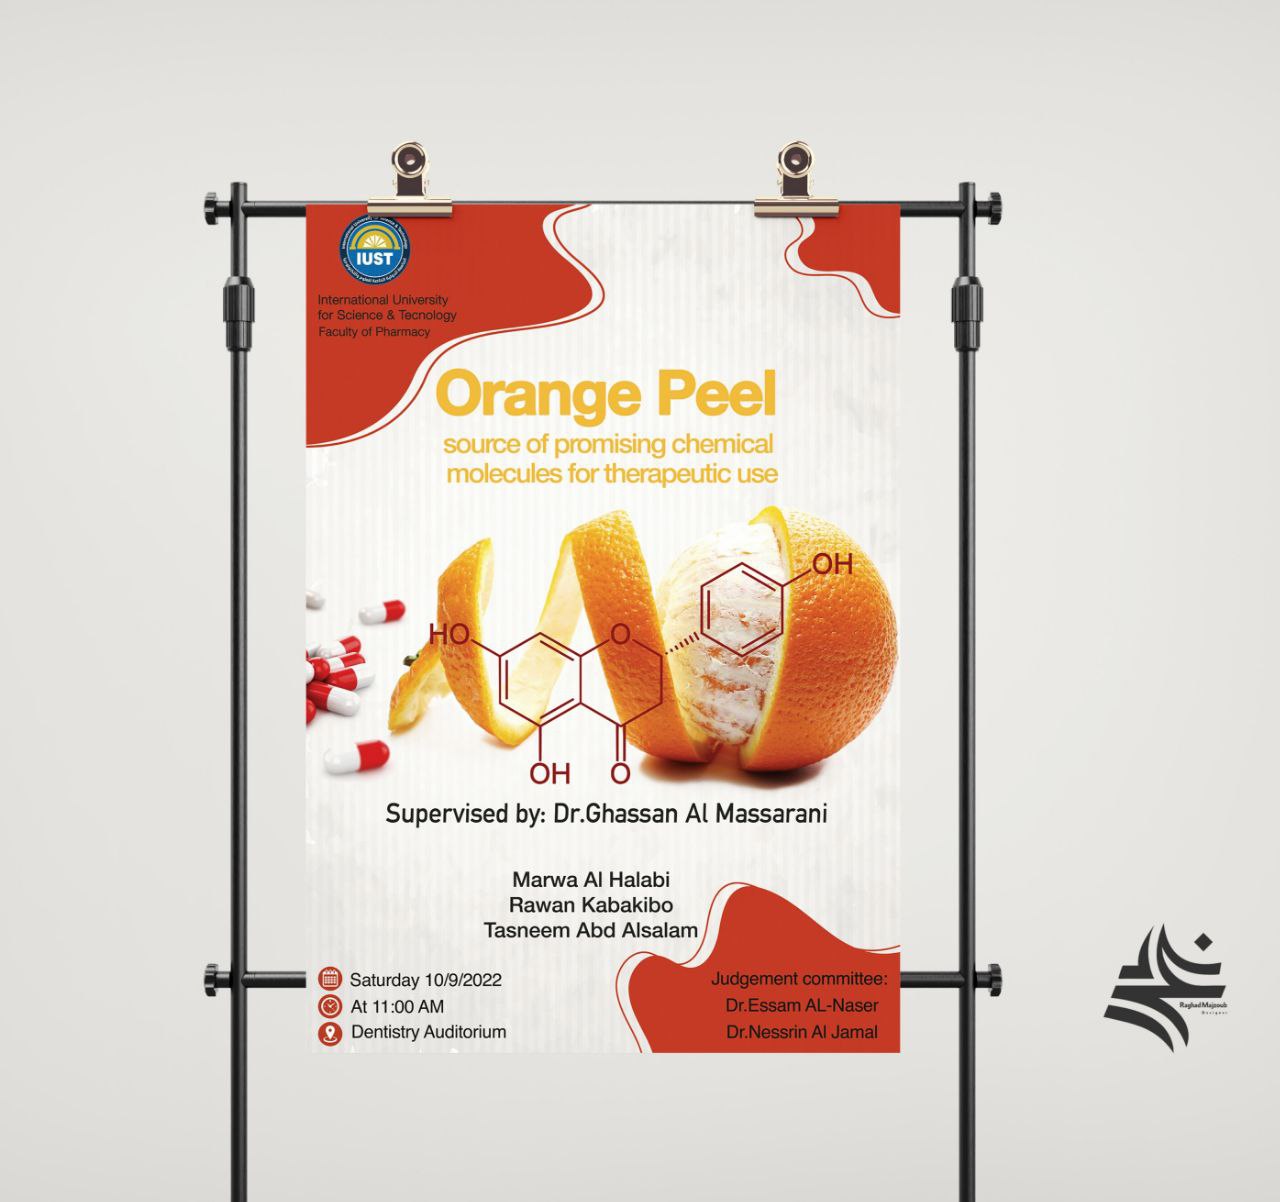 IUST
International University
for Science & Tecnology
Faculty of Pharmacy
Orange Peel
source of promising chemical
molecules for therapeutic use
OH
HO
O
OH
O
Supervised by: Dr.Ghassan Al Massarani
Marwa Al Halabi
Rawan Kabakibo
Tasneem Abd Alsalam
Saturday 10/9/2022
At 11:00 AM
Dentistry Auditorium
Judgement committee:
Dr.Essam AL-Naser
Dr.Nessrin Al Jamal
Raghad Majzoub
Designer